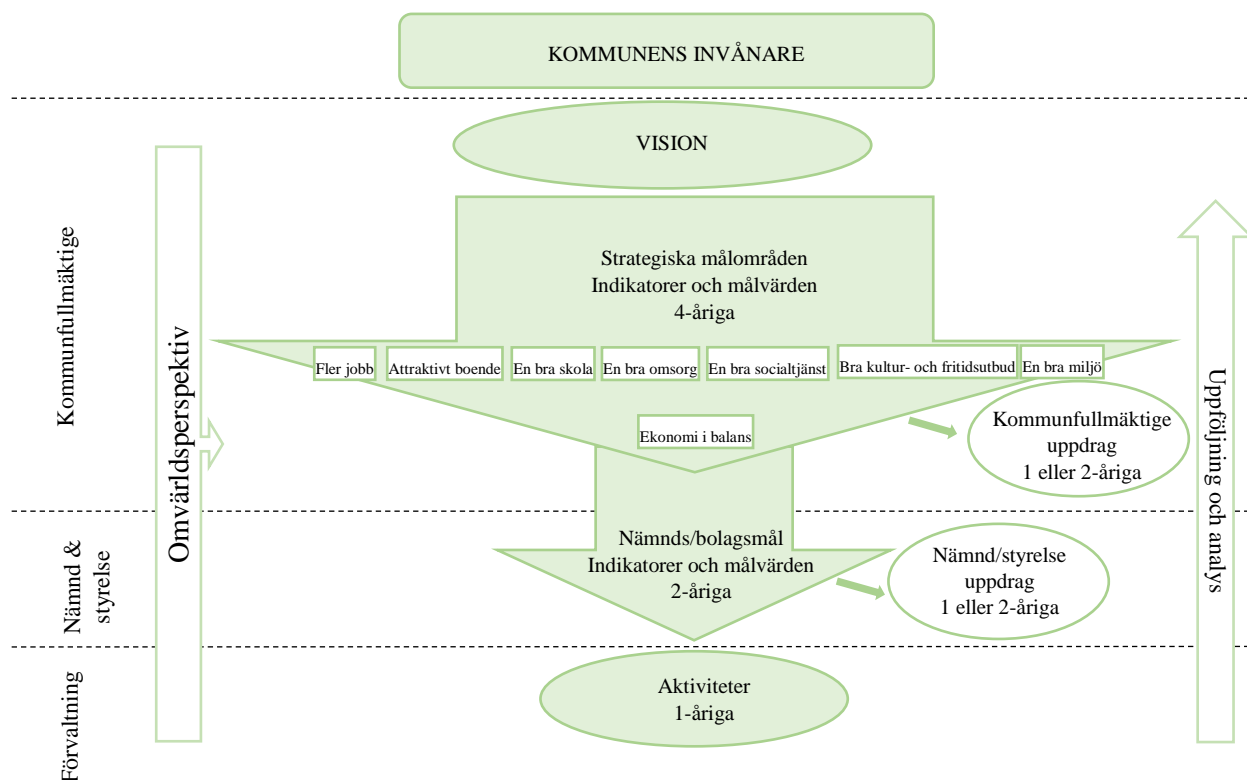 KOMMUNENS INVÅNARE
VISION
Kommunfullmäktige
Omvärldsperspektiv
Strategiska målområden
Indikatorer och målvärden
4-åriga
Fler jobb
Attraktivt boende
En bra skola
En bra omsorg
En bra socialtjänst
Bra kultur- och fritidsutbud
En bra miljö
Ekonomi i balans
Kommunfullmäktige
uppdrag
1 eller 2-åriga
Uppföljning och analys
Nämnd &
styrelse
Nämnds/bolagsmål
Indikatorer och målvärden
2-åriga
Nämnd/styrelse
uppdrag
1 eller 2-åriga
Förvaltning
Aktiviteter
1-åriga